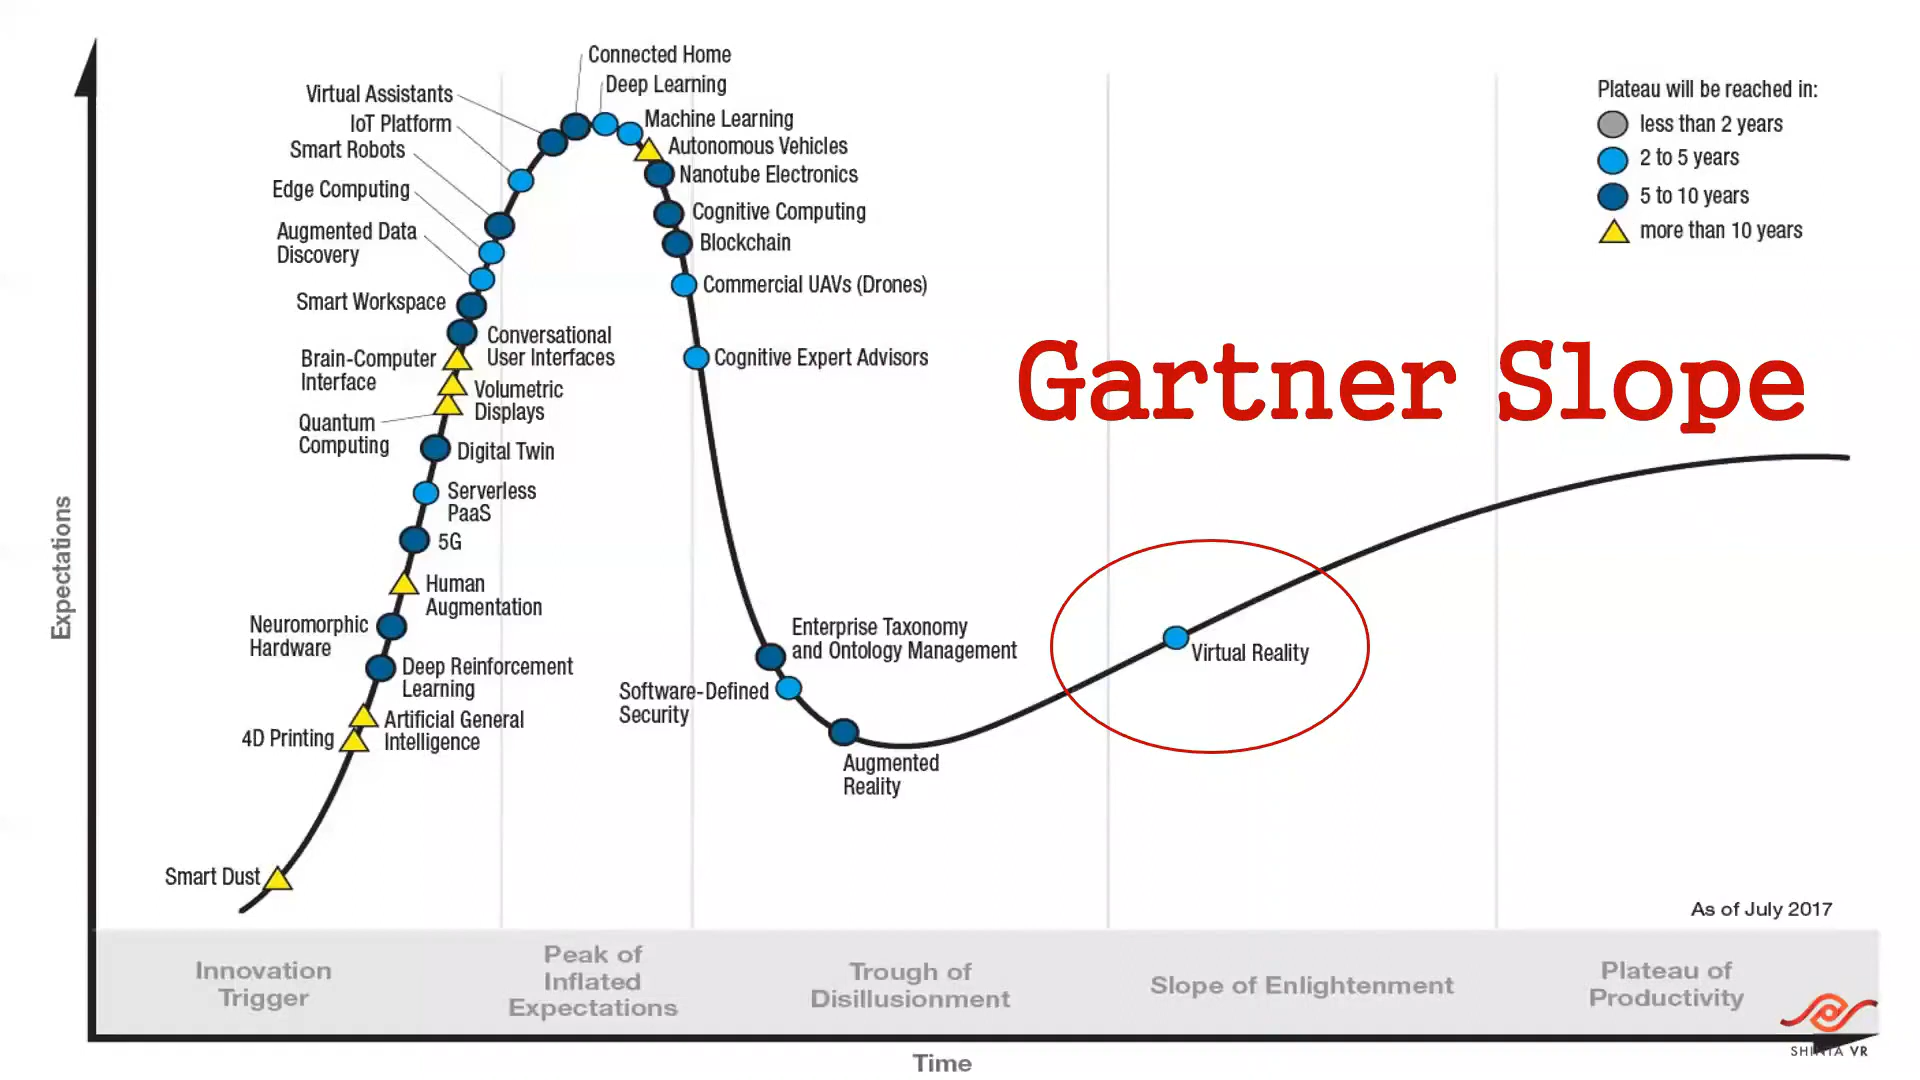 Connected Home
Deep Learning
Virtual Assistants
IoT Platform
Machine Learning
Smart Robots
Autonomous Vehicles
Nanotube Electronics
Edge Computing
Cognitive Computing
Augmented Data
Discovery
Blockchain
Commercial UAVs (Drones)
Smart Workspace
Conversational
User Interfaces
Brain-Computer
Interface
Cognitive Expert Advisors
Volumetric
Displays
Quantum
Computing
Digital Twin
Serverless
PaaS
5G
Human
Augmentation
Neuromorphic
Hardware
Deep Reinforcement
Learning
Artificial General
Intelligence
4D Printing
Smart Dust
Enterprise Taxonomy
and Ontology Management
Software-Defined
Security
Augmented
Reality
Virtual Reality
Plateau will be reached in:
less than 2 years
2 to 5 years
5 to 10 years
more than 10 years
Gartner Slope
As of July 2017
Expectations
Innovation
Trigger
Peak of
Inflated
Expectations
Trough of
Disillusionment
Slope of Enlightenment
Plateau of
Productivity
Time
SHINTA VR